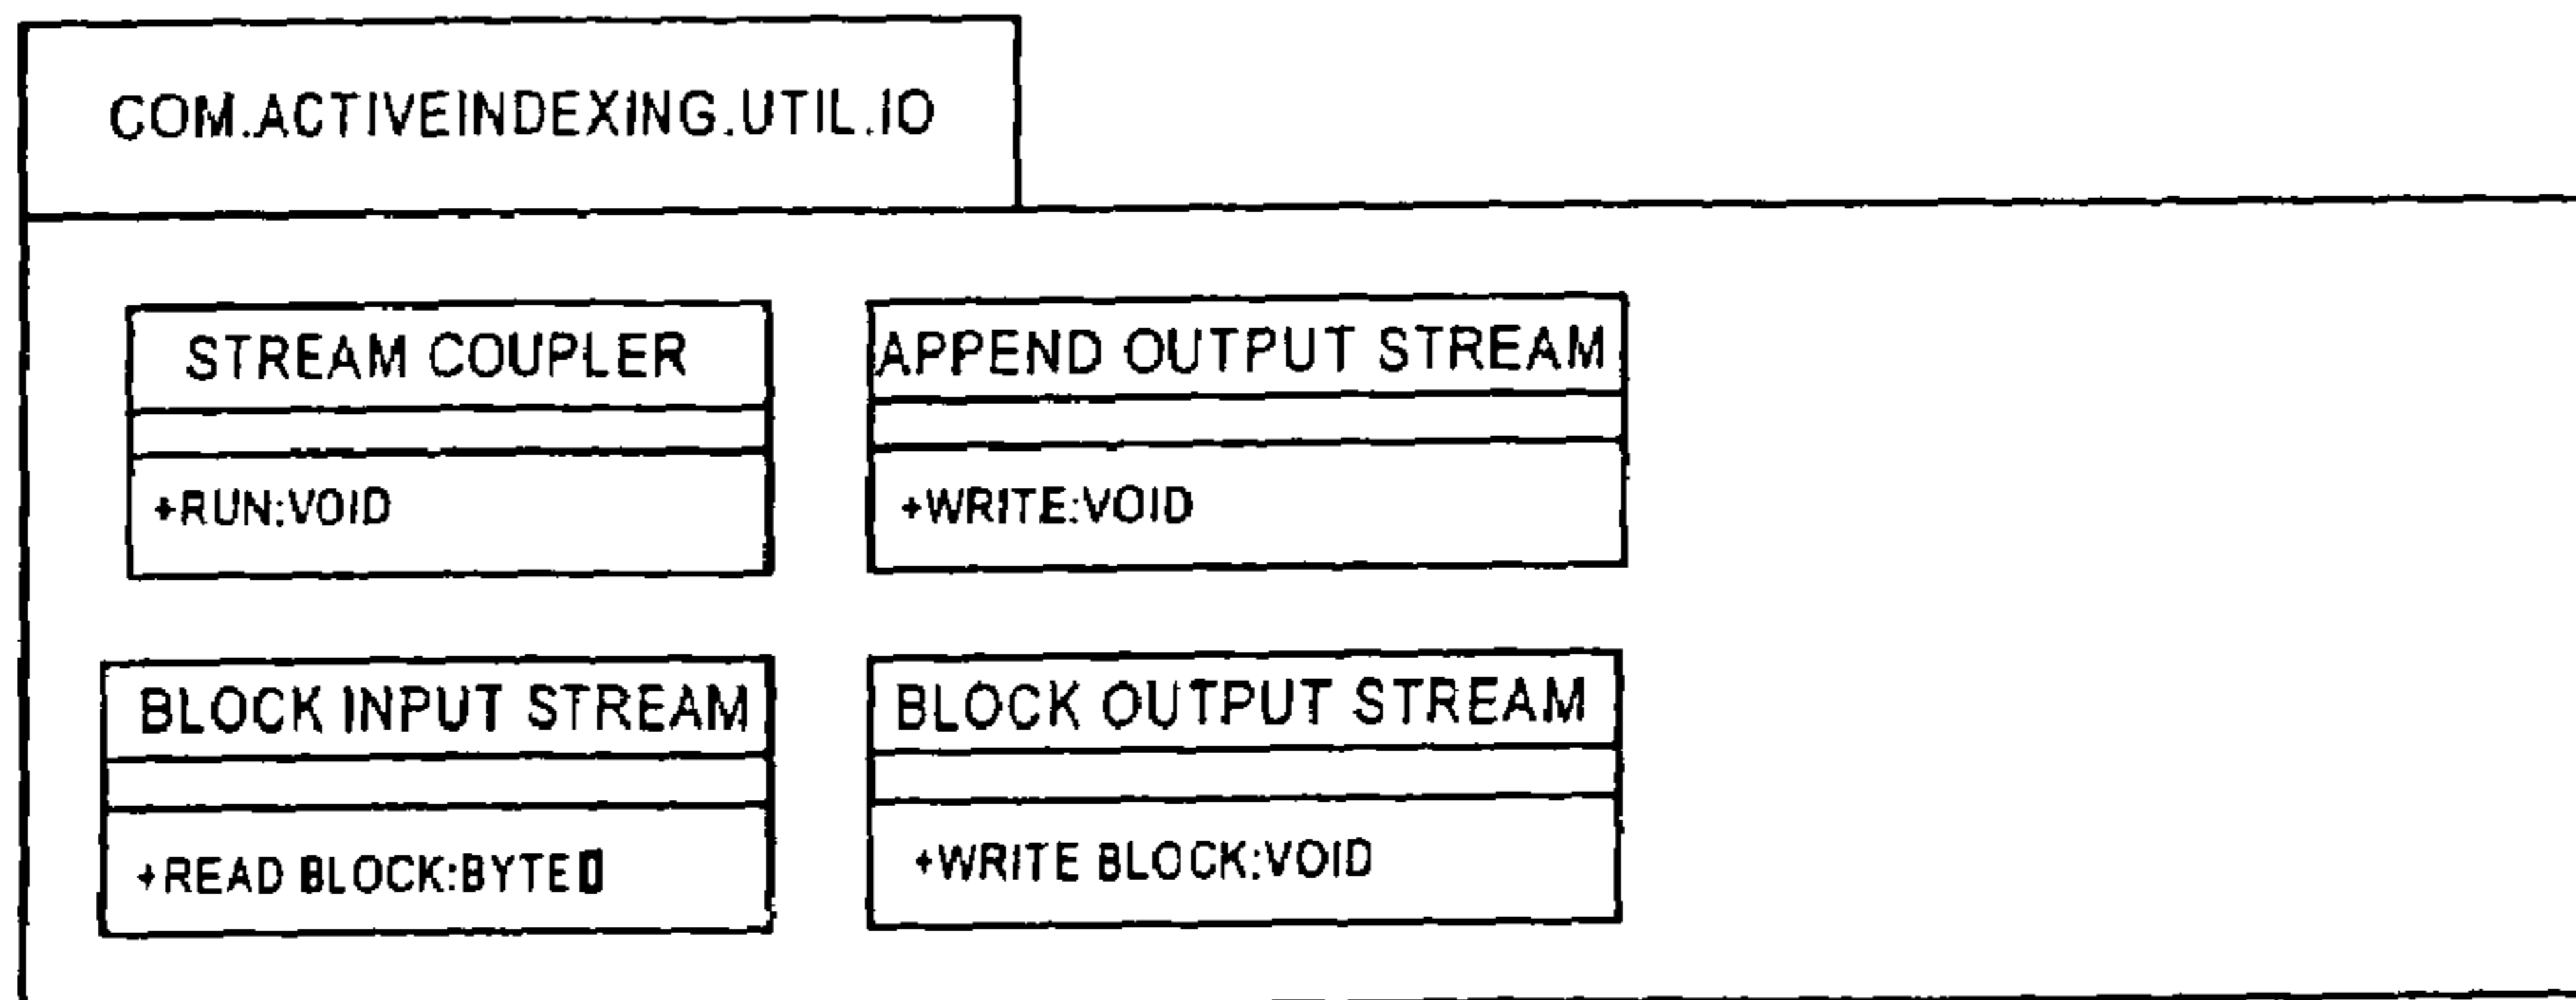 COM.ACTIVEINDEXING.UTIL.IO
STREAM COUPLER
+RUN:VOID
APPEND OUTPUT STREAM
+WRITE:VOID
BLOCK INPUT STREAM
+READ BLOCK:BYTE[]
BLOCK OUTPUT STREAM
+WRITE BLOCK:VOID